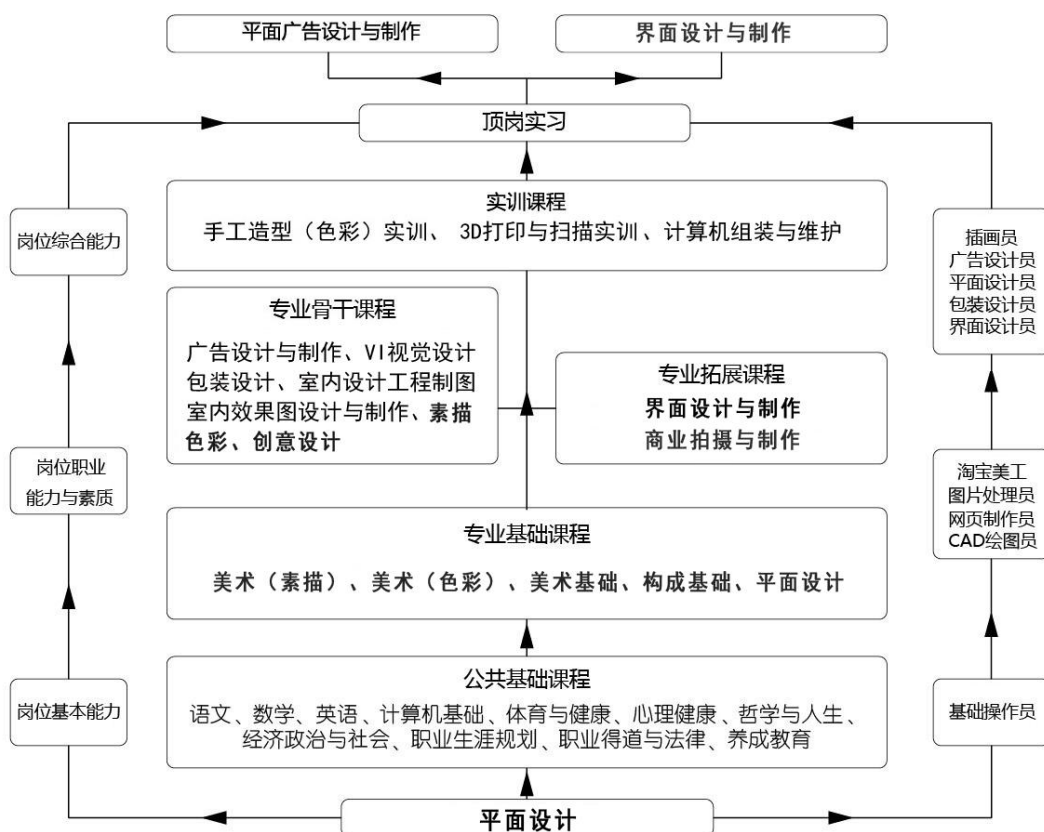 平面广告设计与制作
界面设计与制作
顶岗实习
实训课程
手工造型（色彩）实训、 3D打印与扫描实训、计算机组装与维护
岗位综合能力
插画员
广告设计员
平面设计员
包装设计员
界面设计员
专业骨干课程
广告设计与制作、VI视觉设计
包装设计、室内设计工程制图
室内效果图设计与制作、素描
色彩、创意设计
专业拓展课程
界面设计与制作
商业拍摄与制作
岗位职业
能力与素质
淘宝美工
图片处理员
网页制作员
CAD绘图员
专业基础课程
美术（素描）、美术（色彩）、美术基础、构成基础、平面设计
公共基础课程
语文、数学、英语、计算机基础、体育与健康、心理健康、哲学与人生、
经济政治与社会、职业生涯规划、职业得道与法律、养成教育
岗位基本能力
基础操作员
平面设计